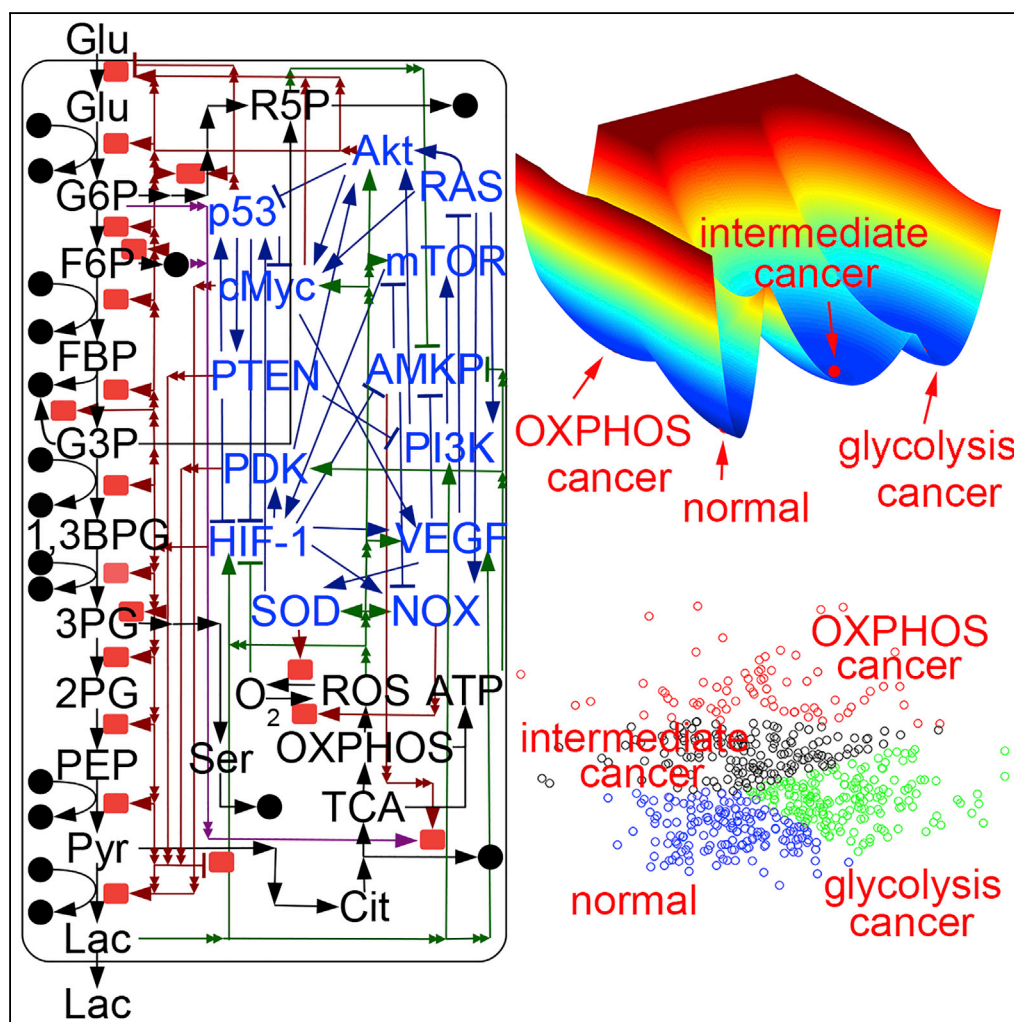 Glu
Glu
R5P
Akt
RAS
G6P
p53
mTOR
F6P
cMyc
FBP
PTEN
AMKP
G3P
PI3K
PDK
1,3BPG
HIF-1
VEGF
3PG
SOD
NOX
2PG
O2
ROS
ATP
PEP
Ser
OXPHOS
TCA
Pyr
Cit
Lac
Lac
intermediate
cancer
OXPHOS
cancer
normal
glycolysis
cancer
OXPHOS
cancer
intermediate
cancer
normal
glycolysis
cancer